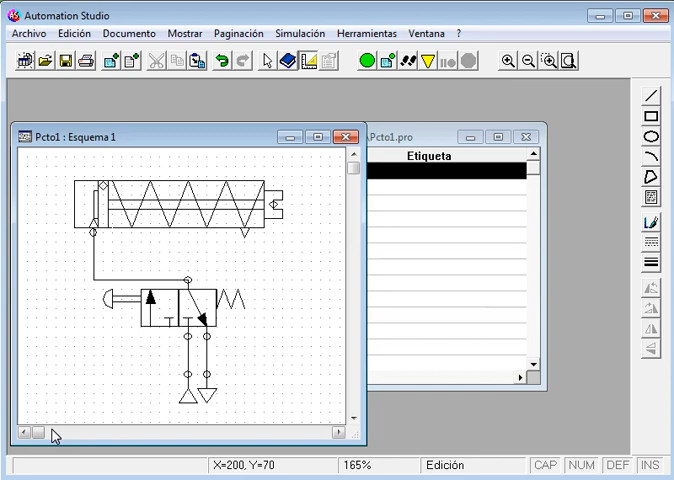 Automation Studio
Archivo Edición Documento Mostrar Paginación Simulación Herramientas Ventana ?
Pcto1 : Esquema 1
\Pcto1.pro
Etiqueta
X=200, Y=70 165% Edición CAP NUM DEF INS